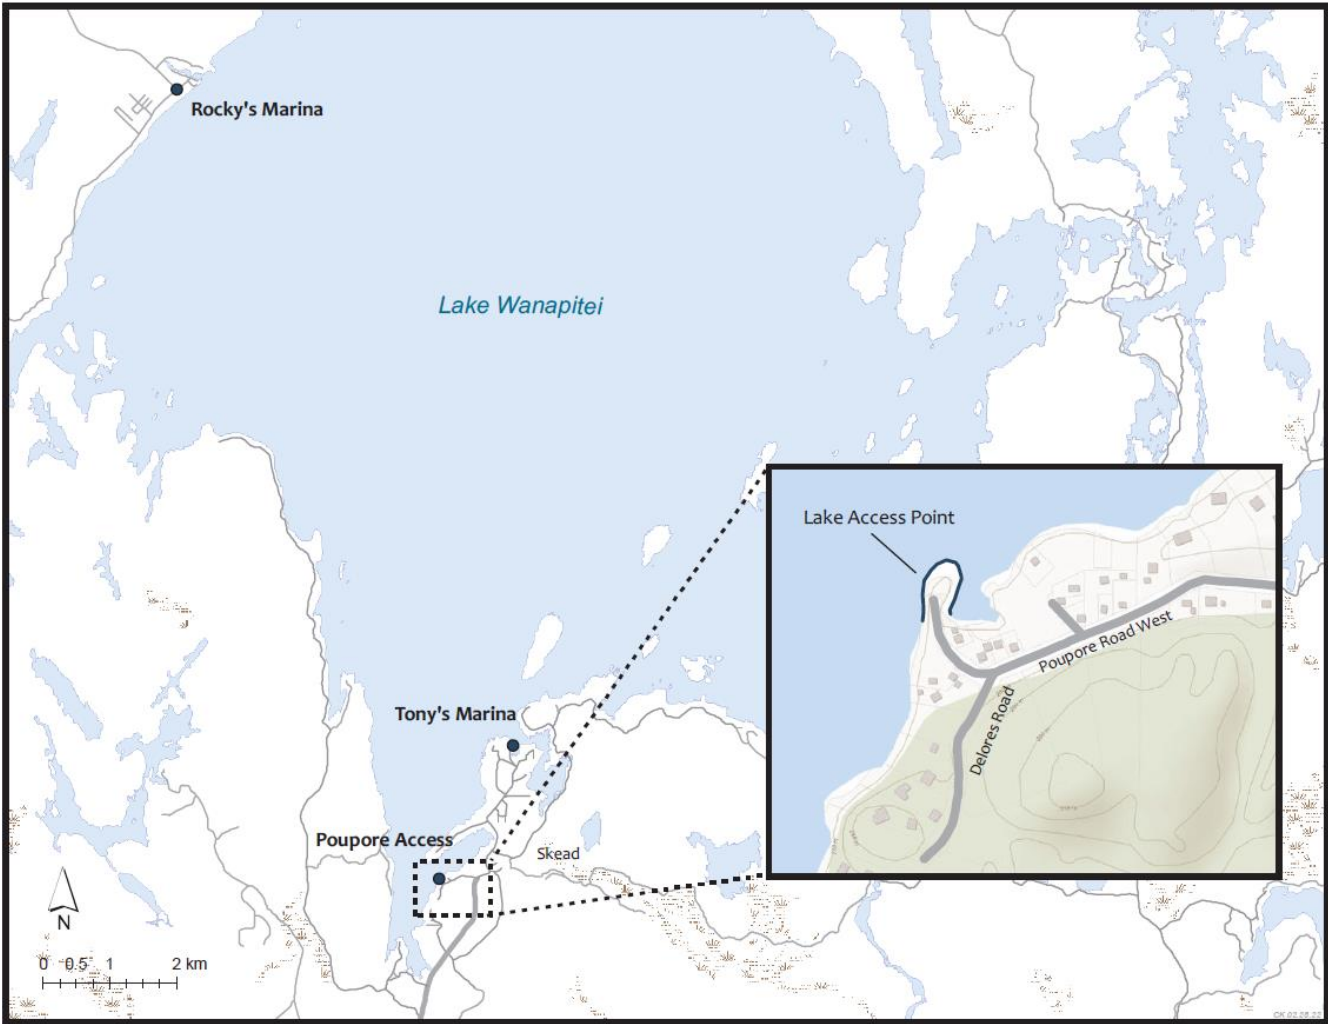 Rocky's Marina
Lake Wanapitei
Lake Access Point
Poupore Road West
Delores Road
Tony's Marina
Poupore Access
Skead
N
0 0.5 1 2 km